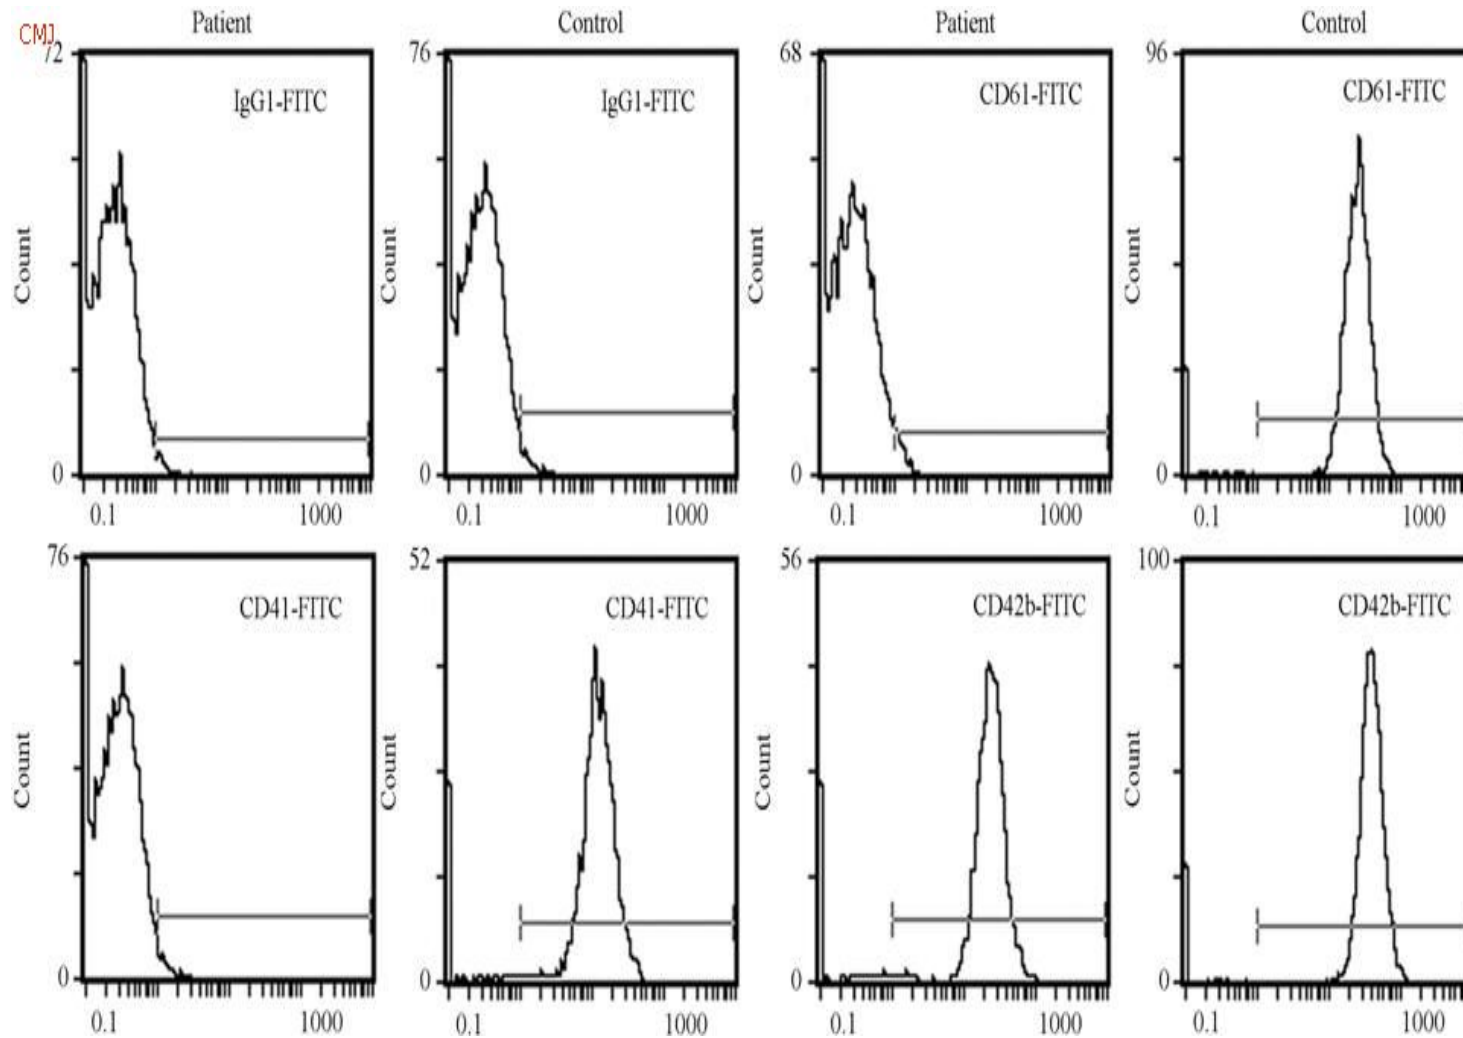 CMJ
Patient
Control
Patient
Control
72
IgG1-FITC
Count
0
0.1
1000
76
IgG1-FITC
Count
0
0.1
1000
68
CD61-FITC
Count
0
0.1
1000
96
CD61-FITC
Count
0
0.1
1000
76
CD41-FITC
Count
0
0.1
1000
52
CD41-FITC
Count
0
0.1
1000
56
CD42b-FITC
Count
0
0.1
1000
100
CD42b-FITC
Count
0
0.1
1000